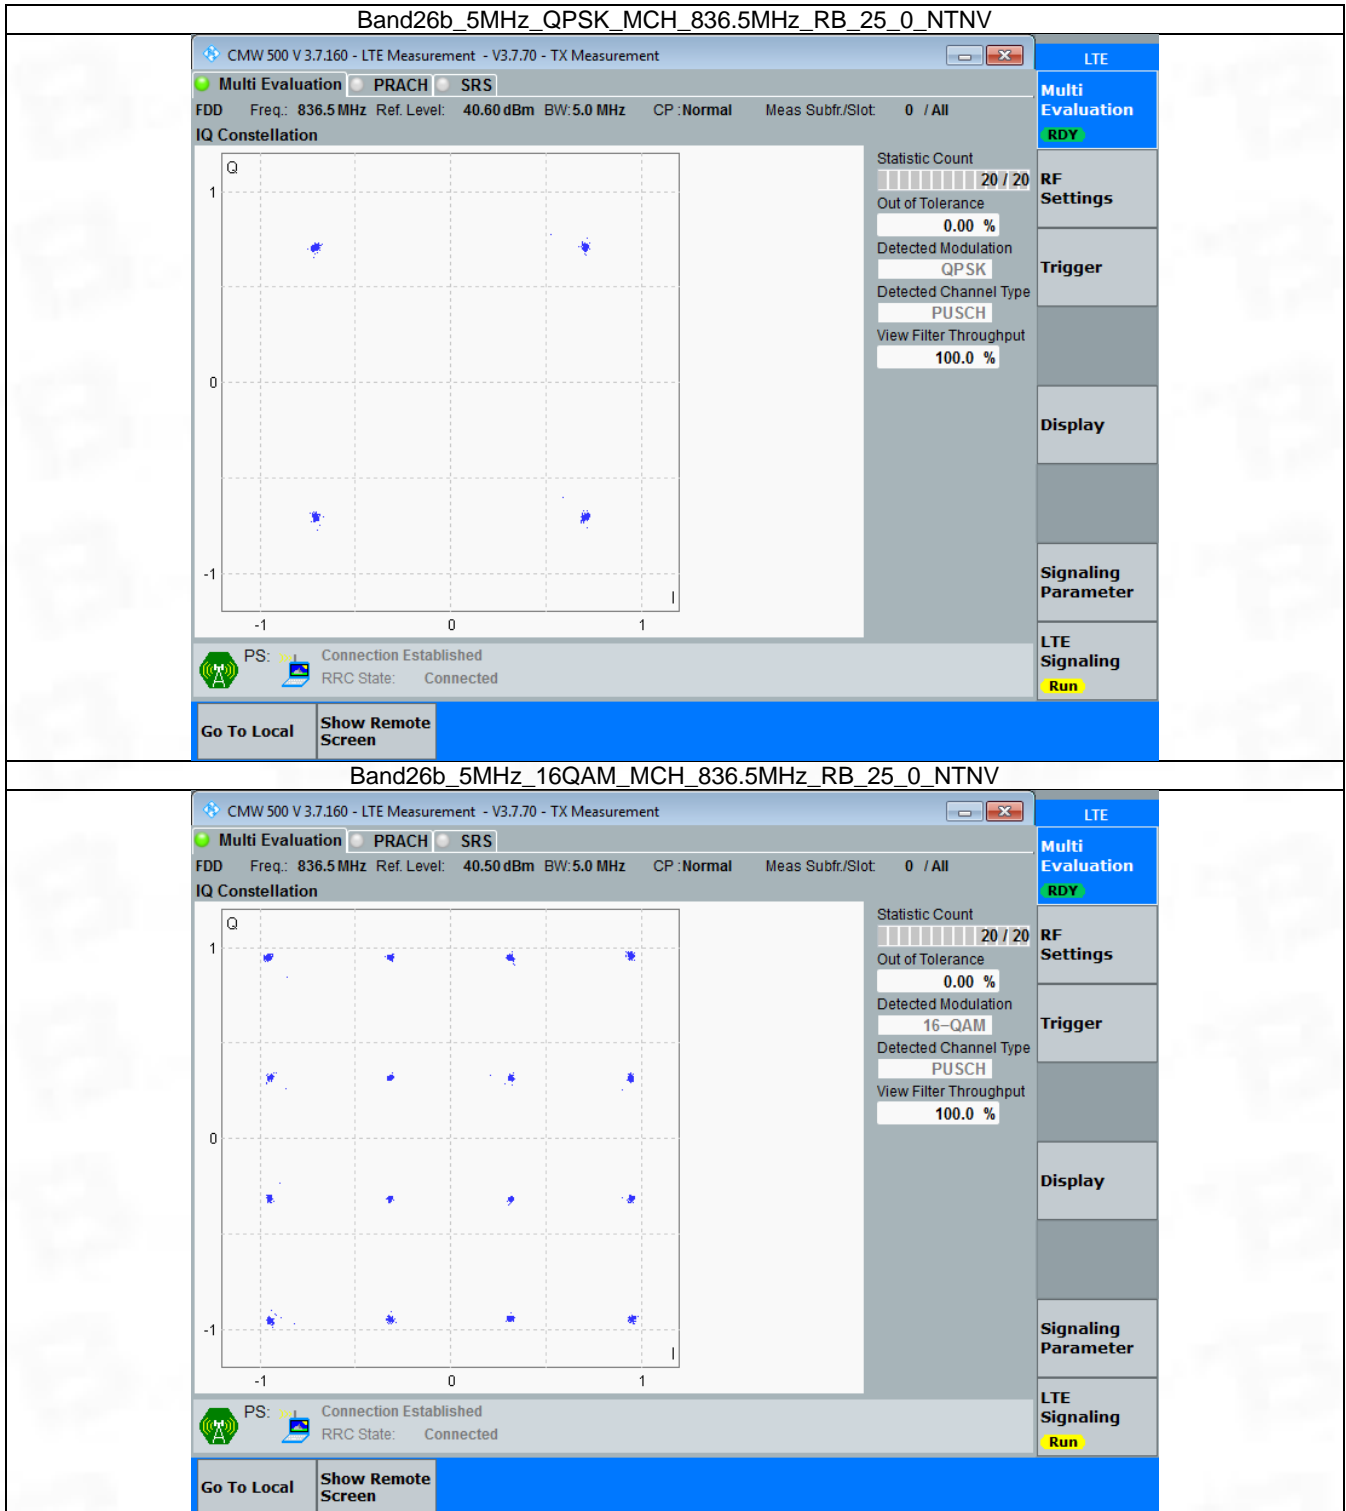 Band26b_5MHz_QPSK_MCH_836.5MHz_RB_25_0_NTNV
CMW 500 V 3.7.160 - LTE Measurement - V3.7.70 - TX Measurement
LTE
Multi Evaluation PRACH SRS
FDD Freq.: 836.5 MHz Ref. Level: 40.60 dBm BW: 5.0 MHz CP : Normal Meas Subfr./Slot: 0 / All
IQ Constellation
Multi
Evaluation
RDY
Q
1
0
-1
-1 0 1
I
Statistic Count
20 / 20
Out of Tolerance
0.00 %
Detected Modulation
QPSK
Detected Channel Type
PUSCH
View Filter Throughput
100.0 %
RF
Settings
Trigger
Display
Signaling
Parameter
LTE
Signaling
Run
PS: Connection Established
RRC State: Connected
Go To Local
Show Remote
Screen
Band26b_5MHz_16QAM_MCH_836.5MHz_RB_25_0_NTNV
CMW 500 V 3.7.160 - LTE Measurement - V3.7.70 - TX Measurement
LTE
Multi Evaluation PRACH SRS
FDD Freq.: 836.5 MHz Ref. Level: 40.50 dBm BW: 5.0 MHz CP : Normal Meas Subfr./Slot: 0 / All
IQ Constellation
Multi
Evaluation
RDY
Q
1
0
-1
-1 0 1
I
Statistic Count
20 / 20
Out of Tolerance
0.00 %
Detected Modulation
16-QAM
Detected Channel Type
PUSCH
View Filter Throughput
100.0 %
RF
Settings
Trigger
Display
Signaling
Parameter
LTE
Signaling
Run
PS: Connection Established
RRC State: Connected
Go To Local
Show Remote
Screen